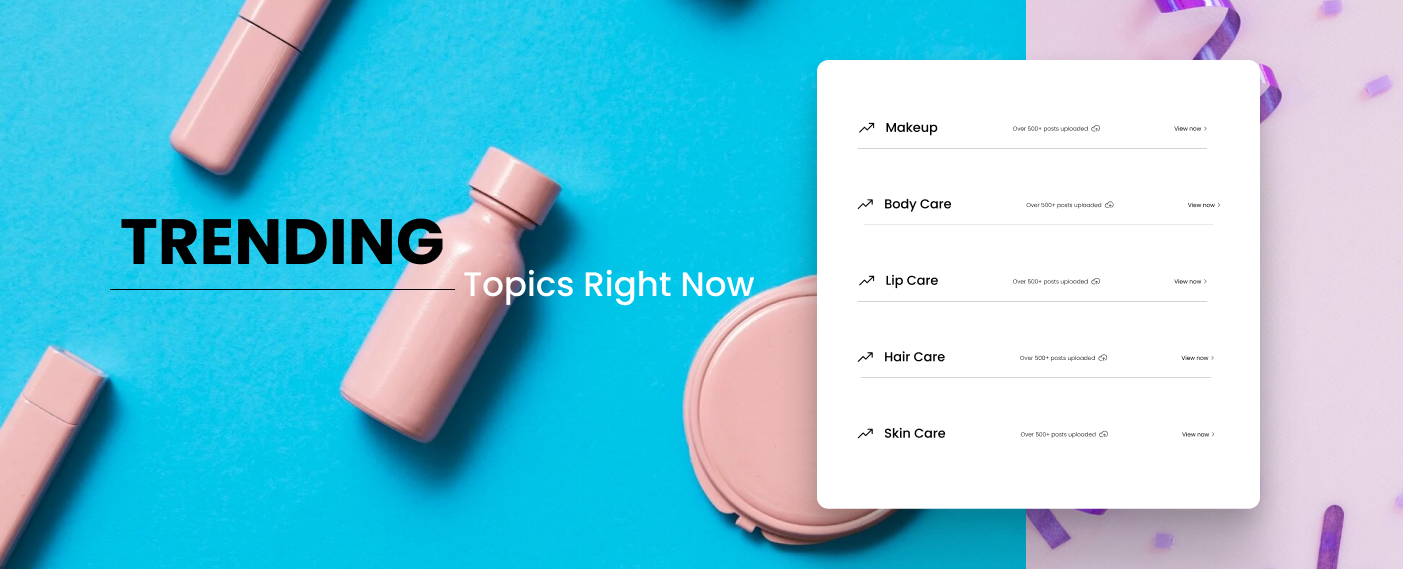 TRENDING
Topics Right Now
Makeup Over 500+ posts uploaded View now >
Body Care Over 500+ posts uploaded View now >
Lip Care Over 500+ posts uploaded View now >
Hair Care Over 500+ posts uploaded View now >
Skin Care Over 500+ posts uploaded View now >